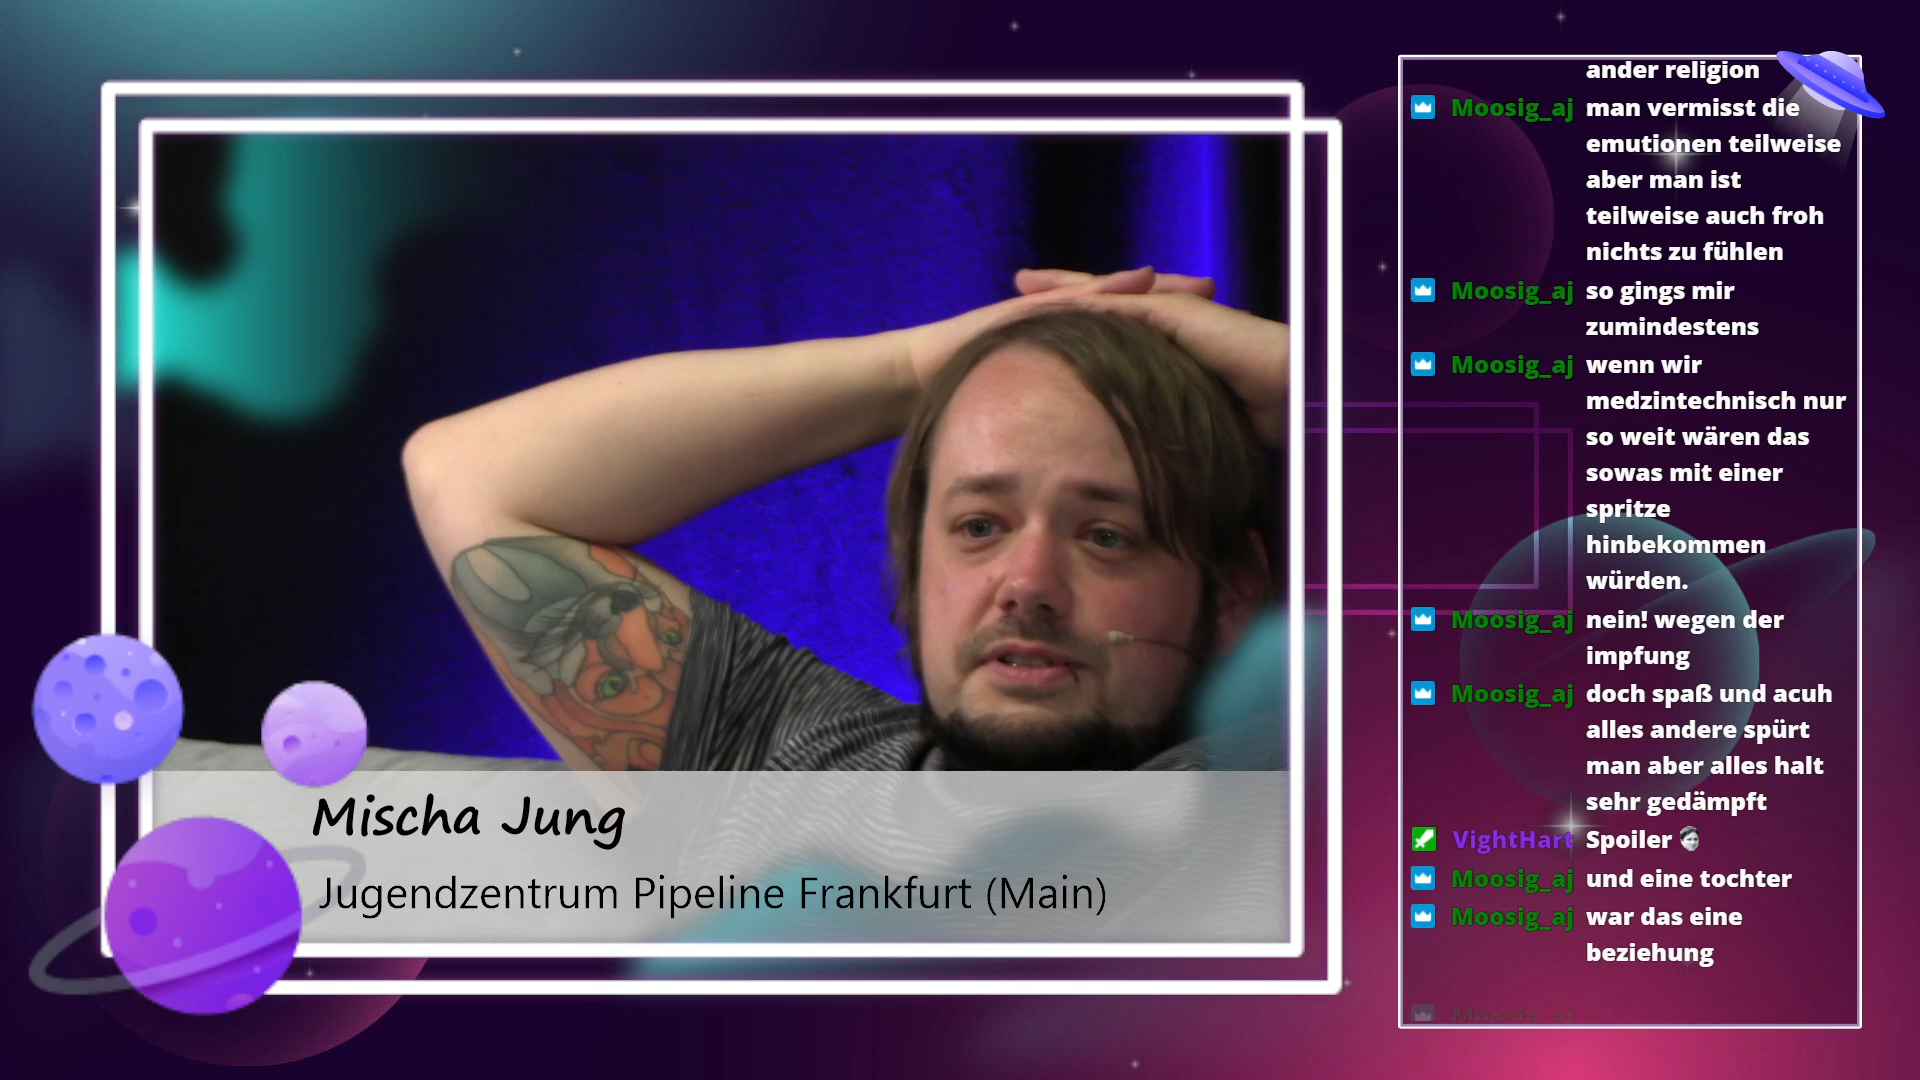 Mischa Jung
Jugendzentrum Pipeline Frankfurt (Main)
ander religion
Moosig_aj man vermisst die
emutionen teilweise
aber man ist
teilweise auch froh
nichts zu fühlen
Moosig_aj so gings mir
zumindestens
Moosig_aj wenn wir
medzintechnisch nur
so weit wären das
sowas mit einer
spritze
hinbekommen
würden.
Moosig_aj nein! wegen der
impfung
Moosig_aj doch spaß und acuh
alles andere spürt
man aber alles halt
sehr gedämpft
VightHart Spoiler
Moosig_aj und eine tochter
Moosig_aj war das eine
beziehung
Moosig_aj